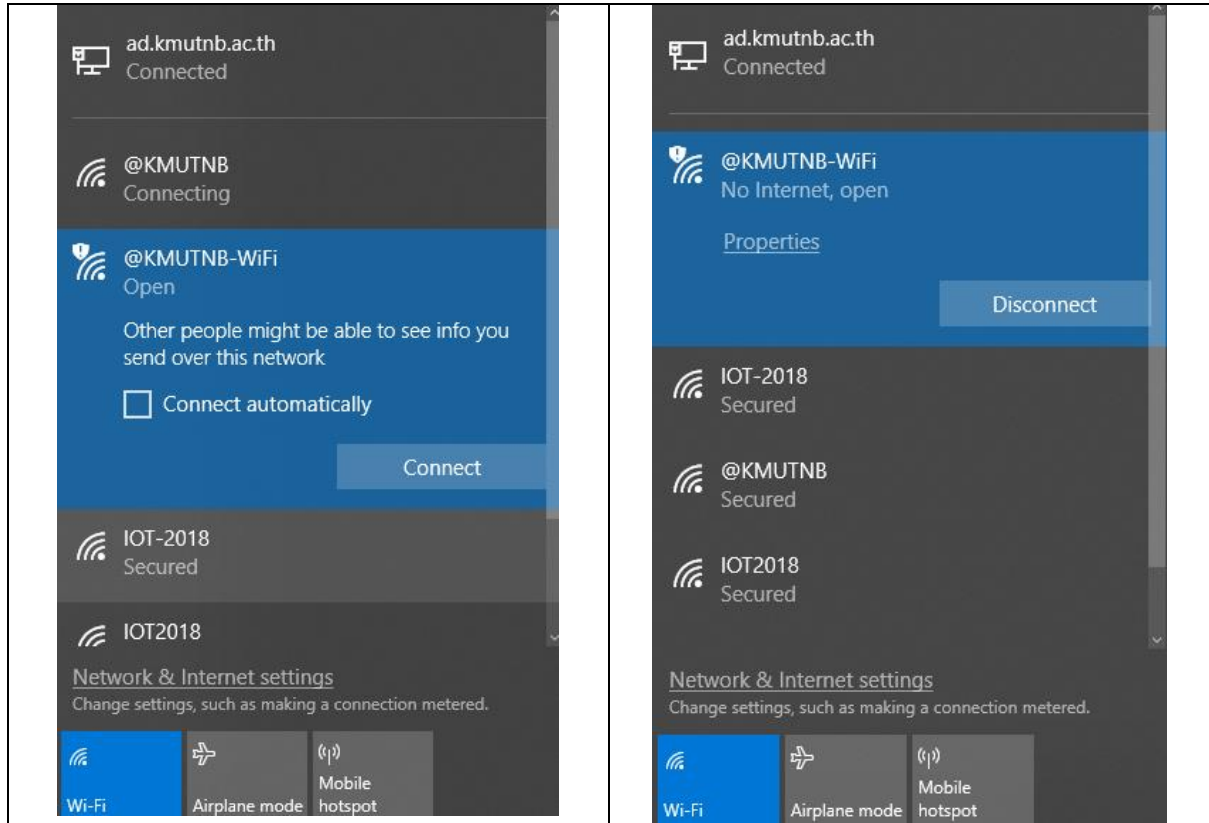 ad.kmutnb.ac.th
Connected
@KMUTNB
Connecting
@KMUTNB-WiFi
Open
Other people might be able to see info you
send over this network
Connect automatically
Connect
IOT-2018
Secured
IOT2018
Network & Internet settings
Change settings, such as making a connection metered.
Wi-Fi
Airplane mode
Mobile
hotspot
ad.kmutnb.ac.th
Connected
@KMUTNB-WiFi
No Internet, open
Properties
Disconnect
IOT-2018
Secured
@KMUTNB
Secured
IOT2018
Secured
Network & Internet settings
Change settings, such as making a connection metered.
Wi-Fi
Airplane mode
Mobile
hotspot